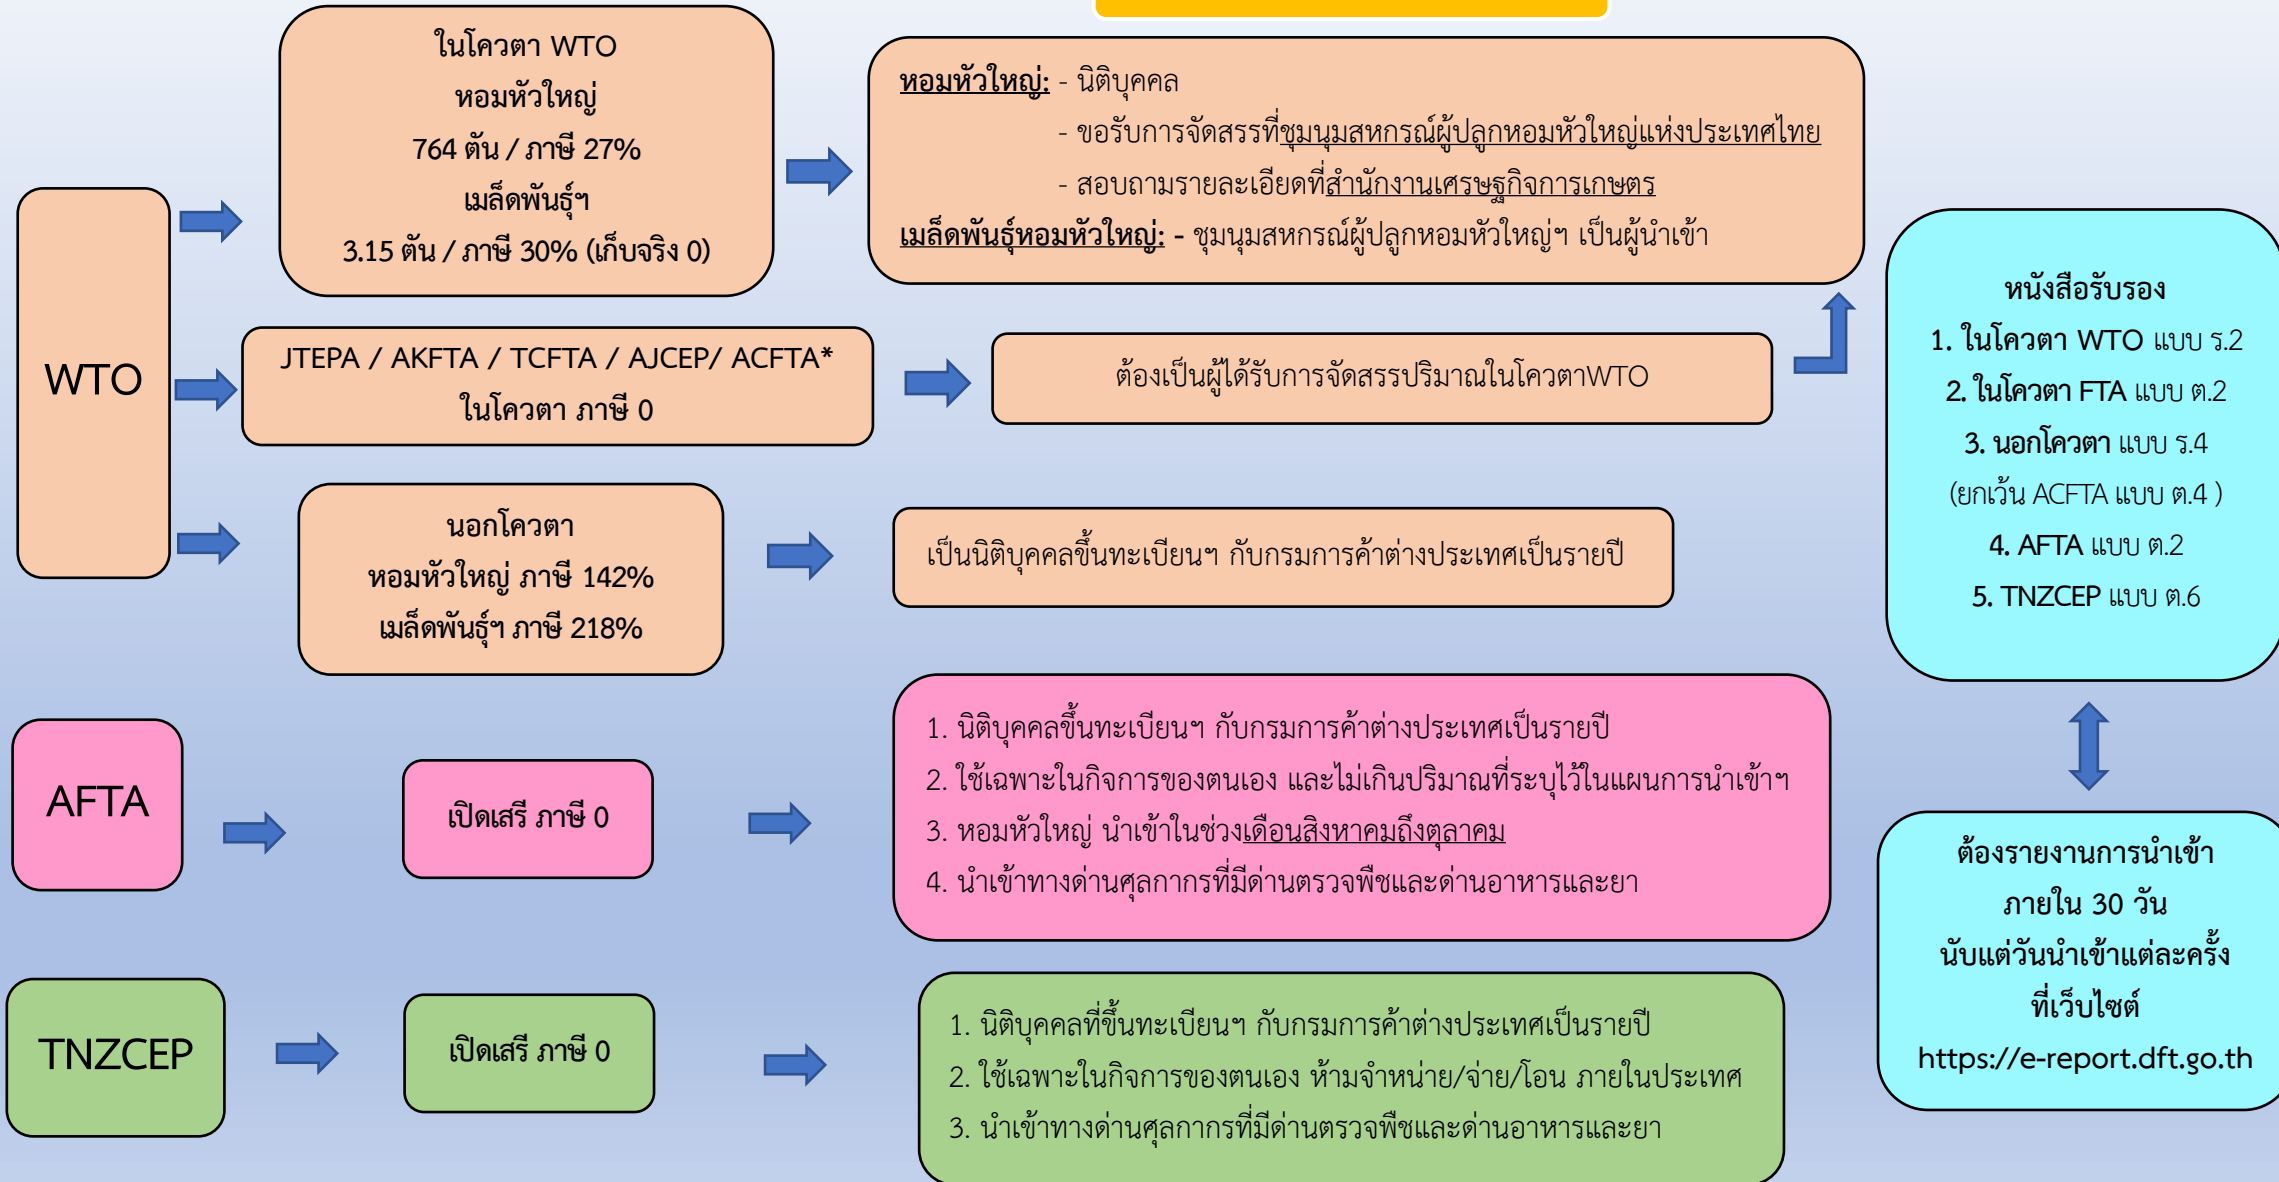 ในโควตา WTO
หอมหัวใหญ่
764 ตัน / ภาษี 27%
เมล็ดพันธุ์ฯ
3.15 ตัน / ภาษี 30% (เก็บจริง 0)
หอมหัวใหญ่: - นิติบุคคล
- ขอรับการจัดสรรที่ชุมนุมสหกรณ์ผู้ปลูกหอมหัวใหญ่แห่งประเทศไทย
- สอบถามรายละเอียดที่สำนักงานเศรษฐกิจการเกษตร
เมล็ดพันธุ์หอมหัวใหญ่: - ชุมนุมสหกรณ์ผู้ปลูกหอมหัวใหญ่ฯ เป็นผู้นำเข้า
WTO
JTEPA / AKFTA / TCFTA / AJCEP/ ACFTA*
ในโควตา ภาษี 0
ต้องเป็นผู้ได้รับการจัดสรรปริมาณในโควตาWTO
นอกโควตา
หอมหัวใหญ่ ภาษี 142%
เมล็ดพันธุ์ฯ ภาษี 218%
เป็นนิติบุคคลขึ้นทะเบียนฯ กับกรมการค้าต่างประเทศเป็นรายปี
หนังสือรับรอง
1. ในโควตา WTO แบบ ร.2
2. ในโควตา FTA แบบ ต.2
3. นอกโควตา แบบ ร.4
(ยกเว้น ACFTA แบบ ต.4 )
4. AFTA แบบ ต.2
5. TNZCEP แบบ ต.6
AFTA
เปิดเสรี ภาษี 0
1. นิติบุคคลขึ้นทะเบียนฯ กับกรมการค้าต่างประเทศเป็นรายปี
2. ใช้เฉพาะในกิจการของตนเอง และไม่เกินปริมาณที่ระบุไว้ในแผนการนำเข้าฯ
3. หอมหัวใหญ่ นำเข้าในช่วงเดือนสิงหาคมถึงตุลาคม
4. นำเข้าทางด่านศุลกากรที่มีด่านตรวจพืชและด่านอาหารและยา
ต้องรายงานการนำเข้า
ภายใน 30 วัน
นับแต่วันนำเข้าแต่ละครั้ง
ที่เว็บไซต์
https://e-report.dft.go.th
TNZCEP
เปิดเสรี ภาษี 0
1. นิติบุคคลที่ขึ้นทะเบียนฯ กับกรมการค้าต่างประเทศเป็นรายปี
2. ใช้เฉพาะในกิจการของตนเอง ห้ามจำหน่าย/จ่าย/โอน ภายในประเทศ
3. นำเข้าทางด่านศุลกากรที่มีด่านตรวจพืชและด่านอาหารและยา